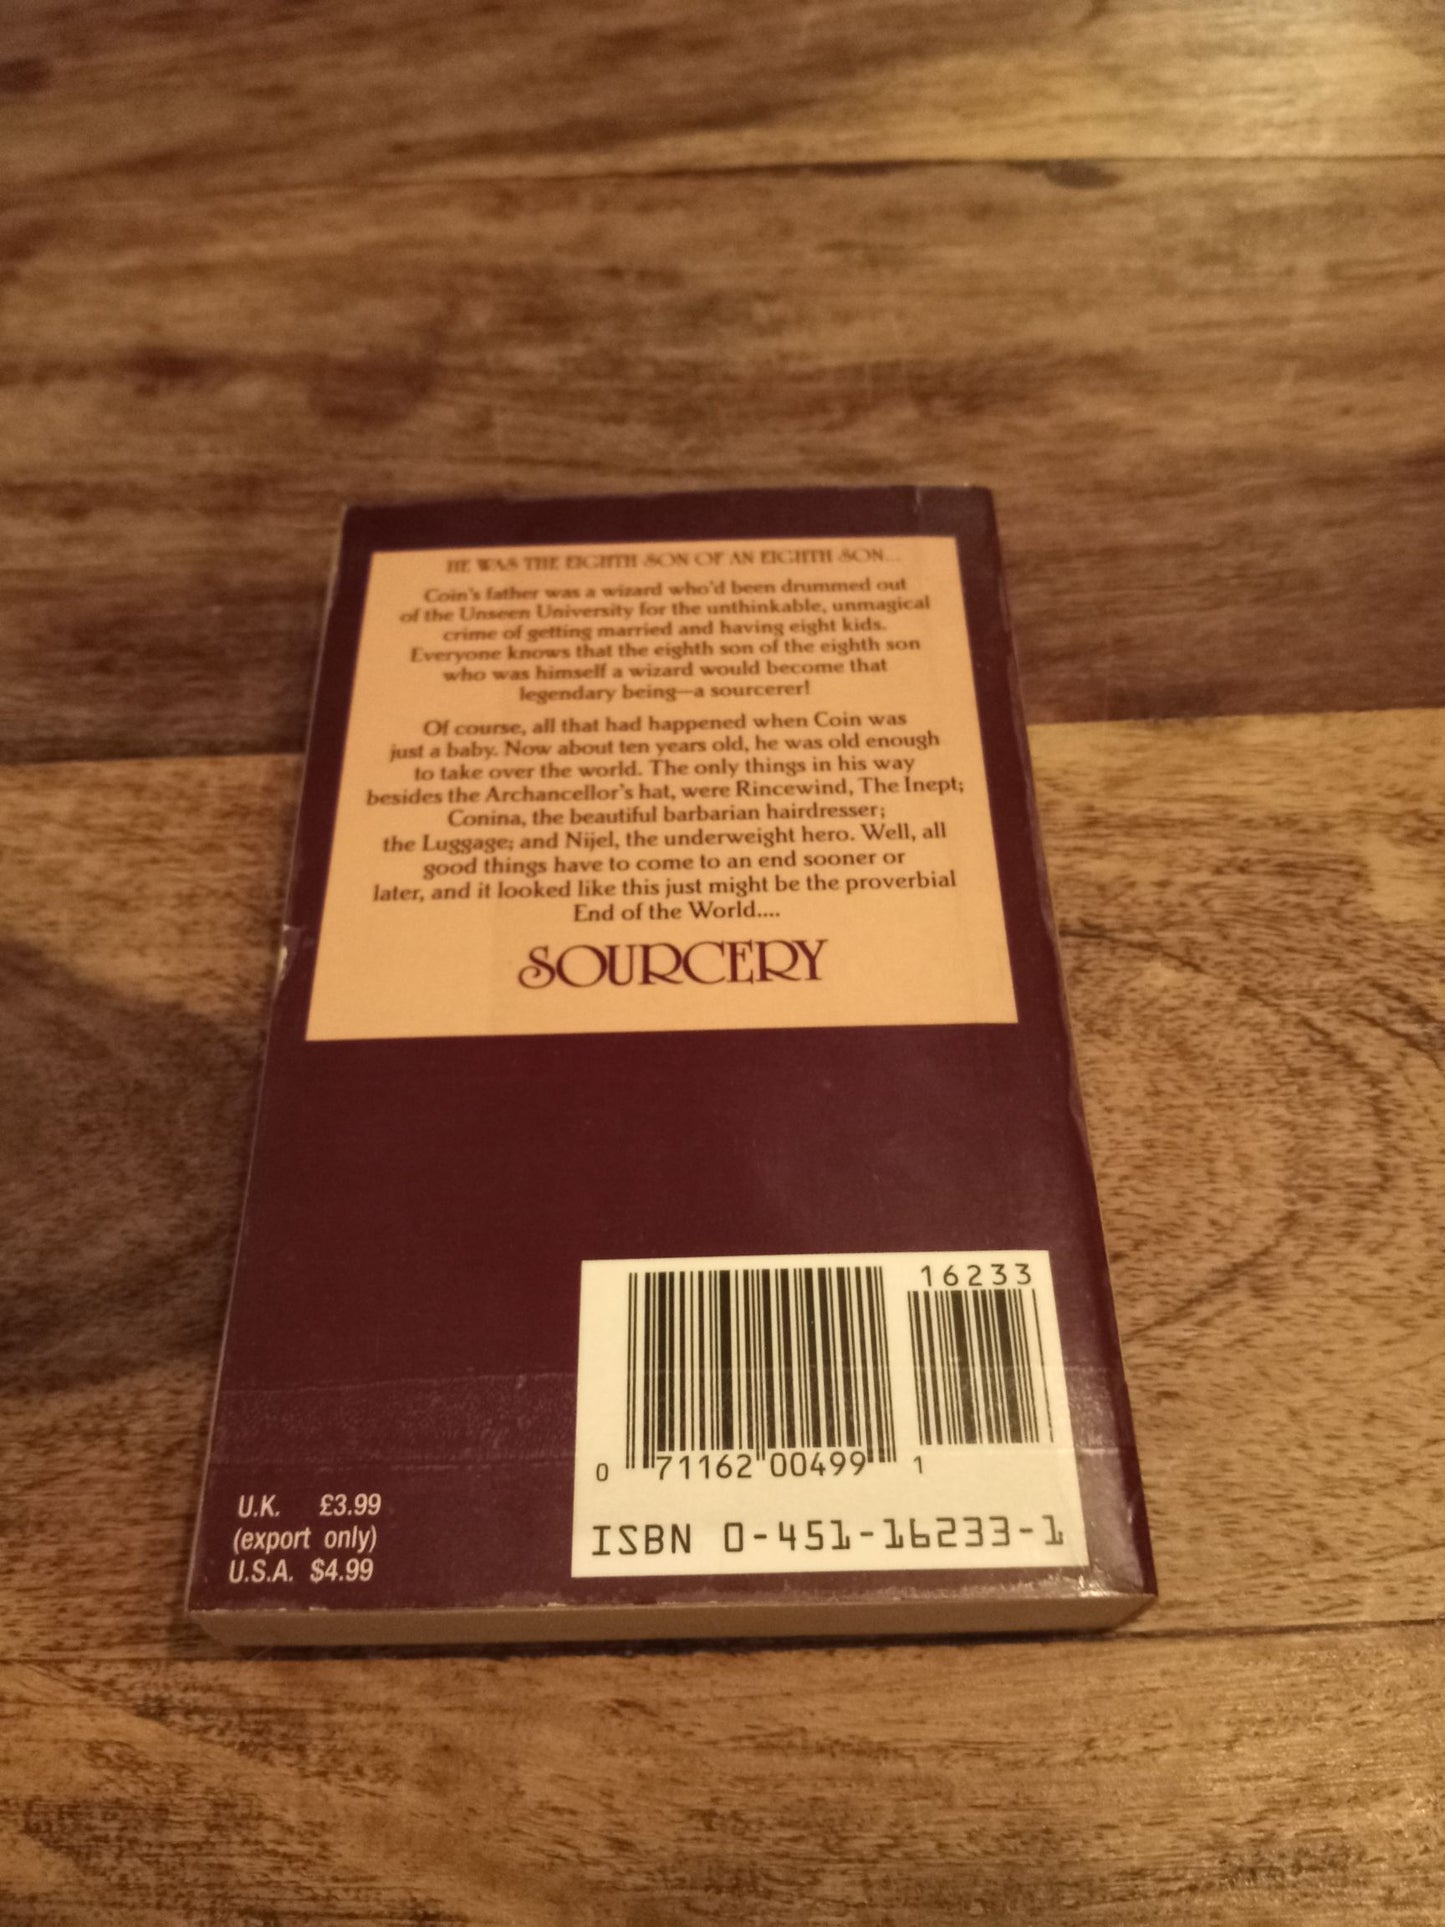 HE WAS THE EIGHTH SON OF AN EIGHTH SON...
Coin's father was a wizard who'd been drummed out
of the Unseen University for the unthinkable, unmagical
crime of getting married and having eight kids.
Everyone knows that the eighth son of the eighth son
who was himself a wizard would become that
legendary being—a sourcerer!
Of course, all that had happened when Coin was
just a baby. Now about ten years old, he was old enough
to take over the world. The only things in his way
besides the Archancellor's hat, were Rincewind, The Inept;
Conina, the beautiful barbarian hairdresser;
the Luggage; and Nijel, the underweight hero. Well, all
good things have to come to an end sooner or
later, and it looked like this just might be the proverbial
End of the World....
SOURCERY
16233
0 71162 00499 1
ISBN 0-451-16233-1
U.K. £3.99
(export only)
U.S.A. $4.99